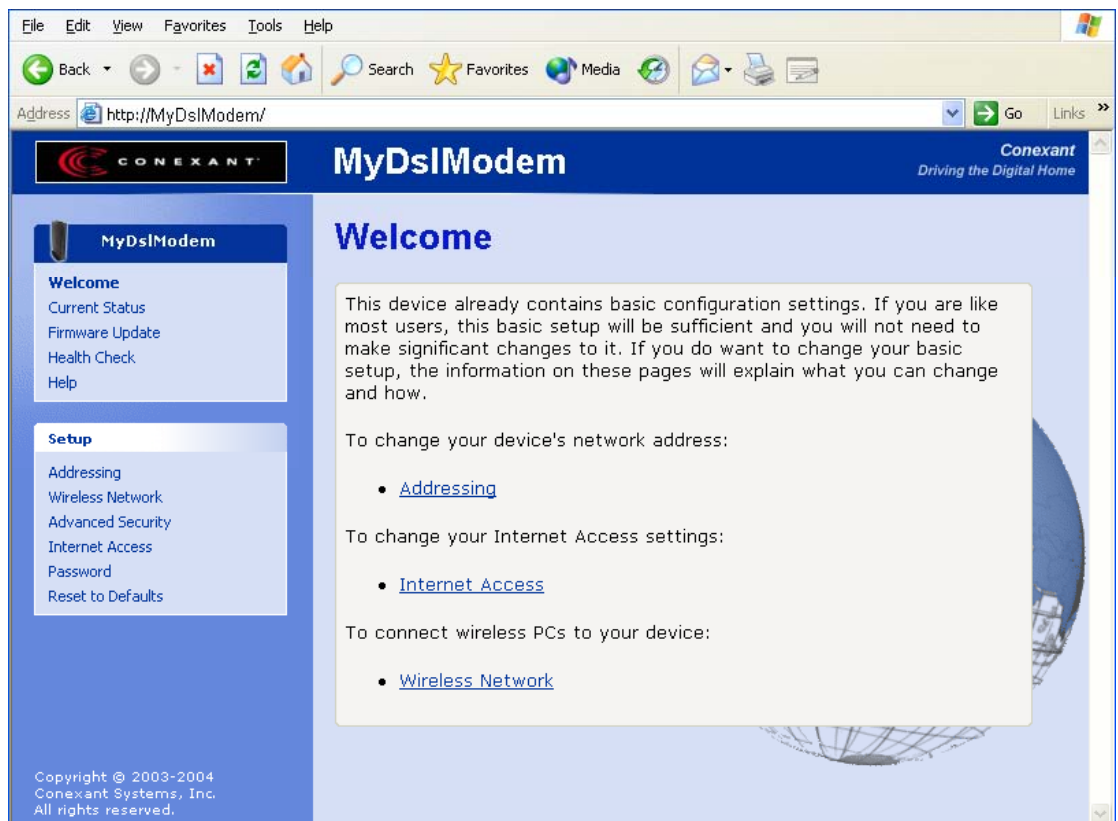 File Edit View Favorites Tools Help
Back Search Favorites Media
Address http://MyDslModem/ Go Links »
CONEXANT MyDslModem Conexant
Driving the Digital Home
MyDslModem
Welcome
Current Status
Firmware Update
Health Check
Help
Setup
Addressing
Wireless Network
Advanced Security
Internet Access
Password
Reset to Defaults
Copyright © 2003-2004
Conexant Systems, Inc.
All rights reserved.
Welcome
This device already contains basic configuration settings. If you are like
most users, this basic setup will be sufficient and you will not need to
make significant changes to it. If you do want to change your basic
setup, the information on these pages will explain what you can change
and how.
To change your device's network address:
• Addressing
To change your Internet Access settings:
• Internet Access
To connect wireless PCs to your device:
• Wireless Network